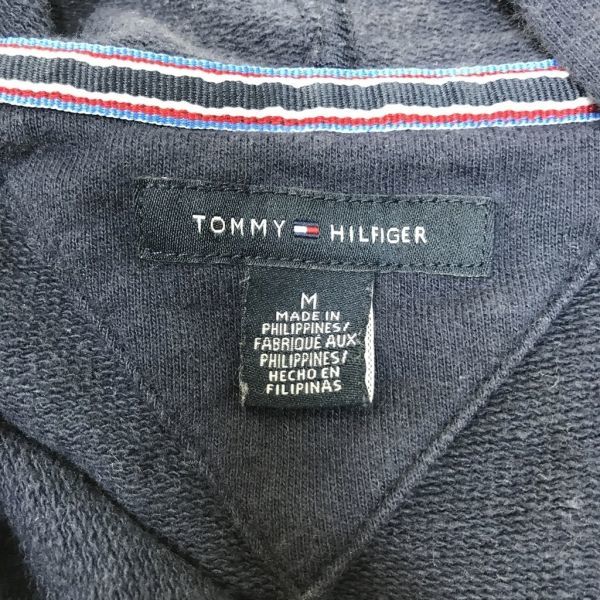 TOMMY HILFIGER
M
MADE IN
PHILIPPINES/
FABRIQUÉ AUX
PHILIPPINES/
HECHO EN
FILIPINAS